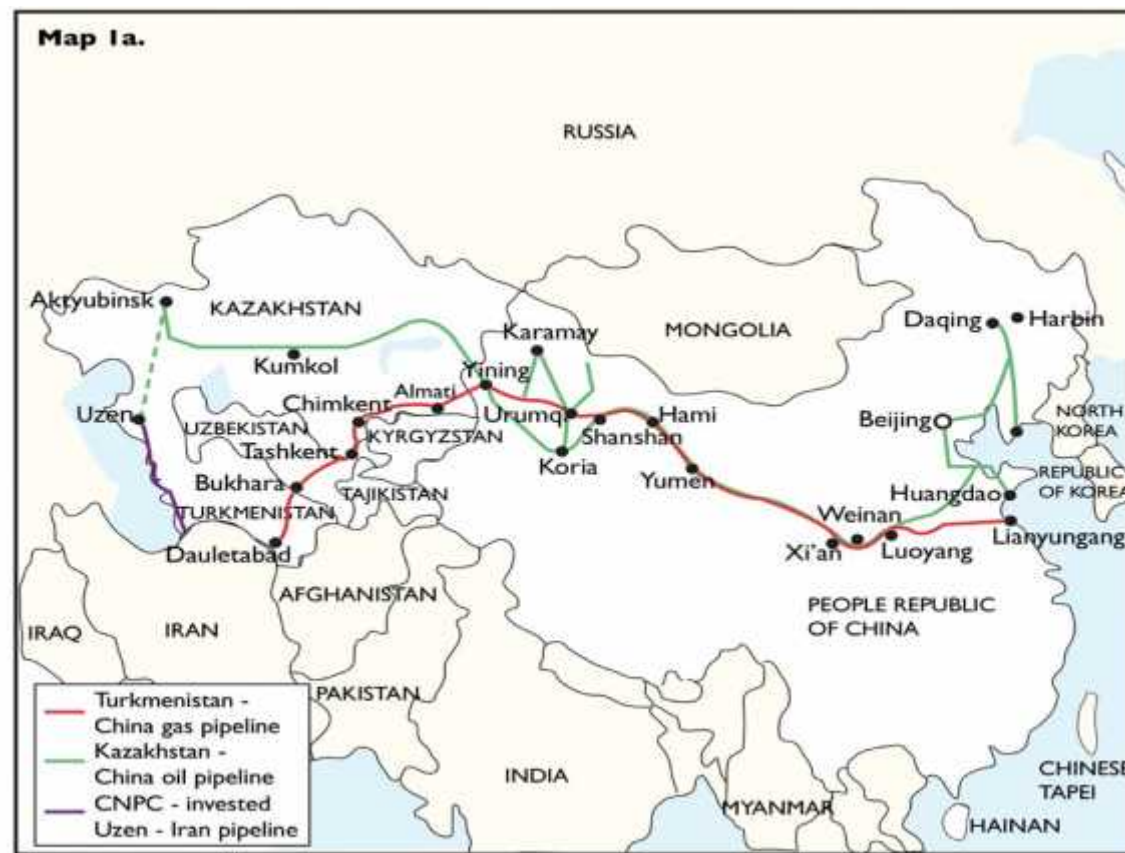 Map 1a.
RUSSIA
Aktyubinsk
KAZAKHSTAN
Karamay
MONGOLIA
Daqing
Harbin
Kumkol
Yining
Almati
Uzen
Chimkent
Urumqi
Hami
Beijing
NORTH
KOREA
UZBEKISTAN
KYRGYZSTAN
Shanshan
Tashkent
Koria
Yumen
REPUBLIC
OF KOREA
Bukhara
TAJIKISTAN
Huangdao
TURKMENISTAN
Weinan
Lianyungang
Dauletabad
Xi'an
Luoyang
AFGHANISTAN
PEOPLE REPUBLIC
OF CHINA
IRAQ
IRAN
PAKISTAN
Turkmenistan -
China gas pipeline
Kazakhstan -
China oil pipeline
CNPC - invested
Uzen - Iran pipeline
INDIA
MYANMAR
CHINESE
TAPEI
HAINAN